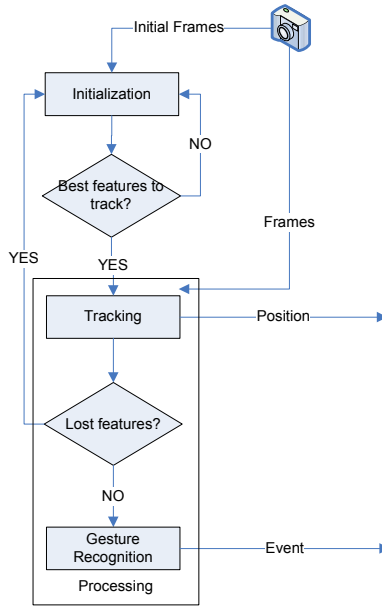 Initial Frames
Initialization
NO
Best features to
track?
Frames
YES
YES
Tracking
Position
Lost features?
NO
Gesture
Recognition
Event
Processing